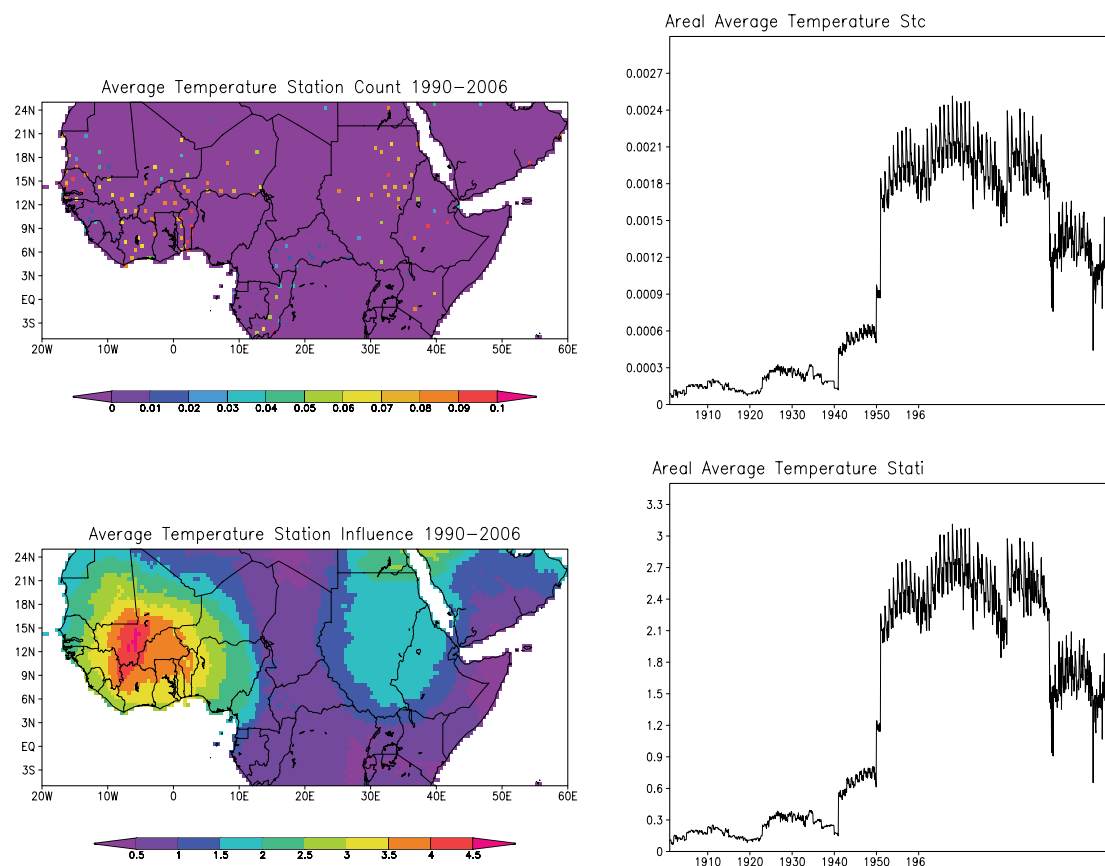 Areal Average Temperature Stc
Average Temperature Station Count 1990-2006
24N
21N
18N
15N
12N
9N
6N
3N
EQ
3S
20W 10W 0 10E 20E 30E 40E 50E 60E
0 0.01 0.02 0.03 0.04 0.05 0.06 0.07 0.08 0.09 0.1
0.0027
0.0024
0.0021
0.0018
0.0015
0.0012
0.0009
0.0006
0.0003
0
1910 1920 1930 1940 1950 196
Areal Average Temperature Stati
Average Temperature Station Influence 1990-2006
24N
21N
18N
15N
12N
9N
6N
3N
EQ
3S
20W 10W 0 10E 20E 30E 40E 50E 60E
0.5 1 1.5 2 2.5 3 3.5 4 4.5
3.3
3
2.7
2.4
2.1
1.8
1.5
1.2
0.9
0.6
0.3
0
1910 1920 1930 1940 1950 196